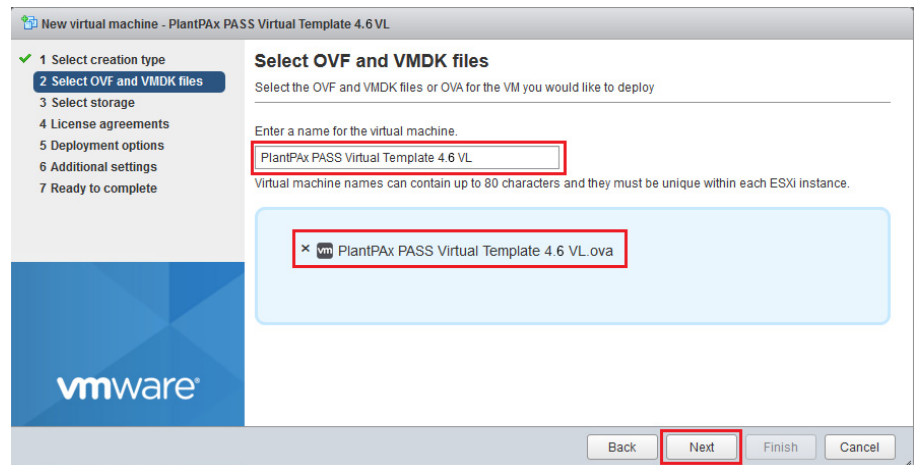 New virtual machine - PlantPAx PASS Virtual Template 4.6 VL
1 Select creation type
2 Select OVF and VMDK files
3 Select storage
4 License agreements
5 Deployment options
6 Additional settings
7 Ready to complete
vmware®
Select OVF and VMDK files
Select the OVF and VMDK files or OVA for the VM you would like to deploy
Enter a name for the virtual machine.
PlantPAx PASS Virtual Template 4.6 VL
Virtual machine names can contain up to 80 characters and they must be unique within each ESXi instance.
× vm PlantPAx PASS Virtual Template 4.6 VL.ova
Back Next Finish Cancel